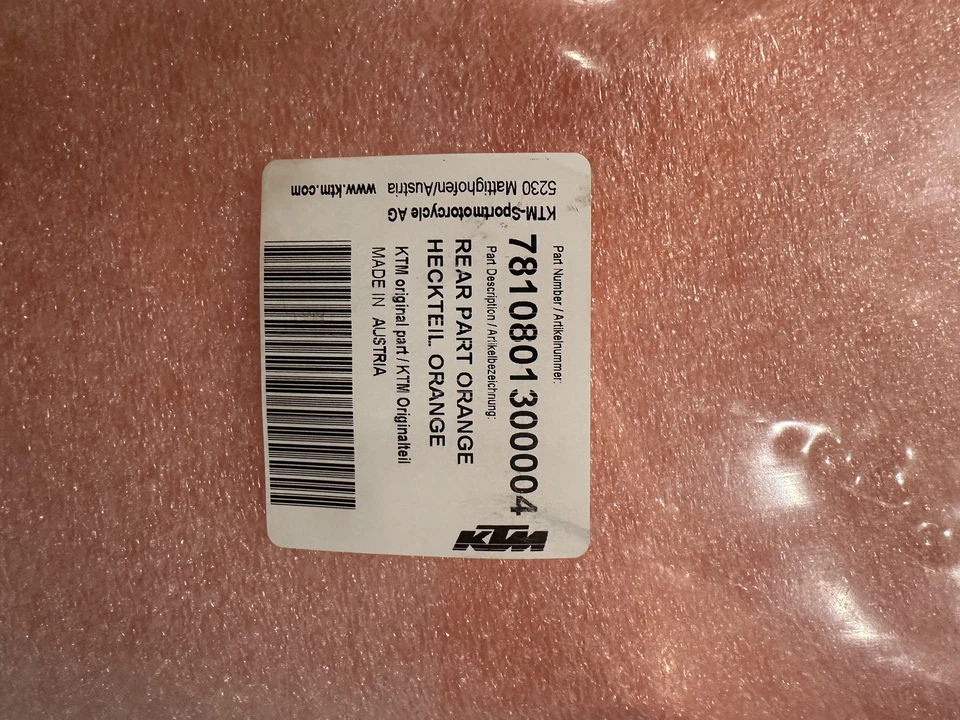 Part Number / Artikelnummer:
7810801300004
Part Description / Artikelbezeichnung:
REAR PART ORANGE
HECKTEIL ORANGE
KTM original part / KTM Originalteil
MADE IN AUSTRIA
KTM
KTM-Sportmotorcycle AG
5230 Mattighofen/Austria www.ktm.com